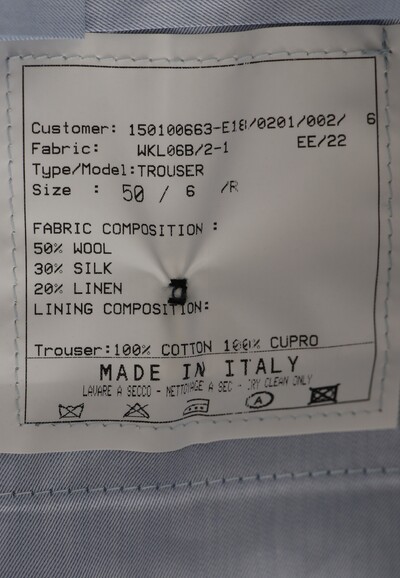 Customer: 150100663-E18/0201/002/ 6
Fabric: WKL06B/2-1 EE/22
Type/Model:TROUSER
Size : 50 / 6 /R
FABRIC COMPOSITION :
50% WOOL
30% SILK
20% LINEN
LINING COMPOSITION:
Trouser:100% COTTON 100% CUPRO
MADE IN ITALY
LAVARE A SECCO - NETTOYAGE A SEC - DRY CLEAN ONLY
A